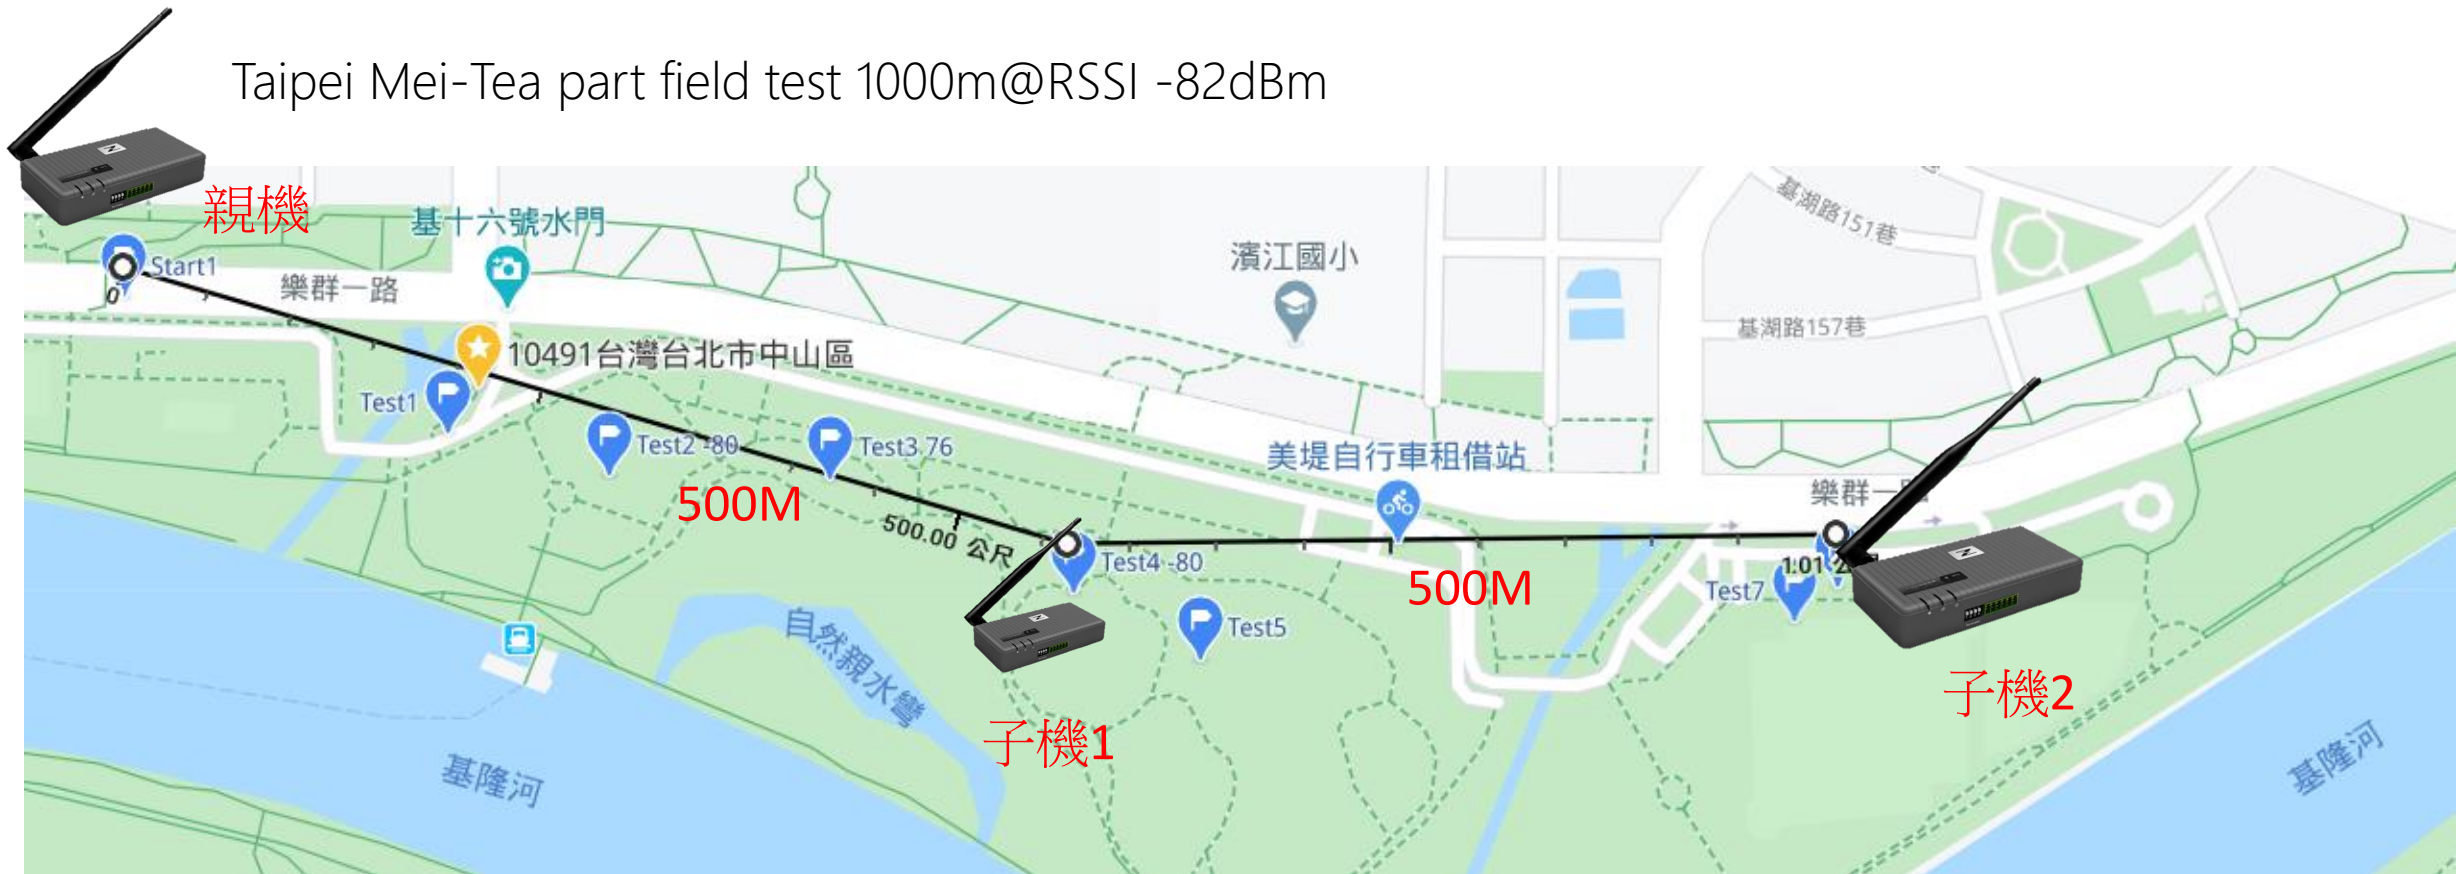 Taipei Mei-Tea part field test 1000m@RSSI -82dBm
親機
基十六號水門
Start1
0
樂群一路
濱江國小
基湖路151巷
基湖路157巷
10491台灣台北市中山區
Test1
Test2 -80
Test3 76
500M
500.00 公尺
美堤自行車租借站
樂群一
Test4 -80
500M
Test5
Test7
1.01
自然親水灣
子機1
子機2
基隆河
基隆河